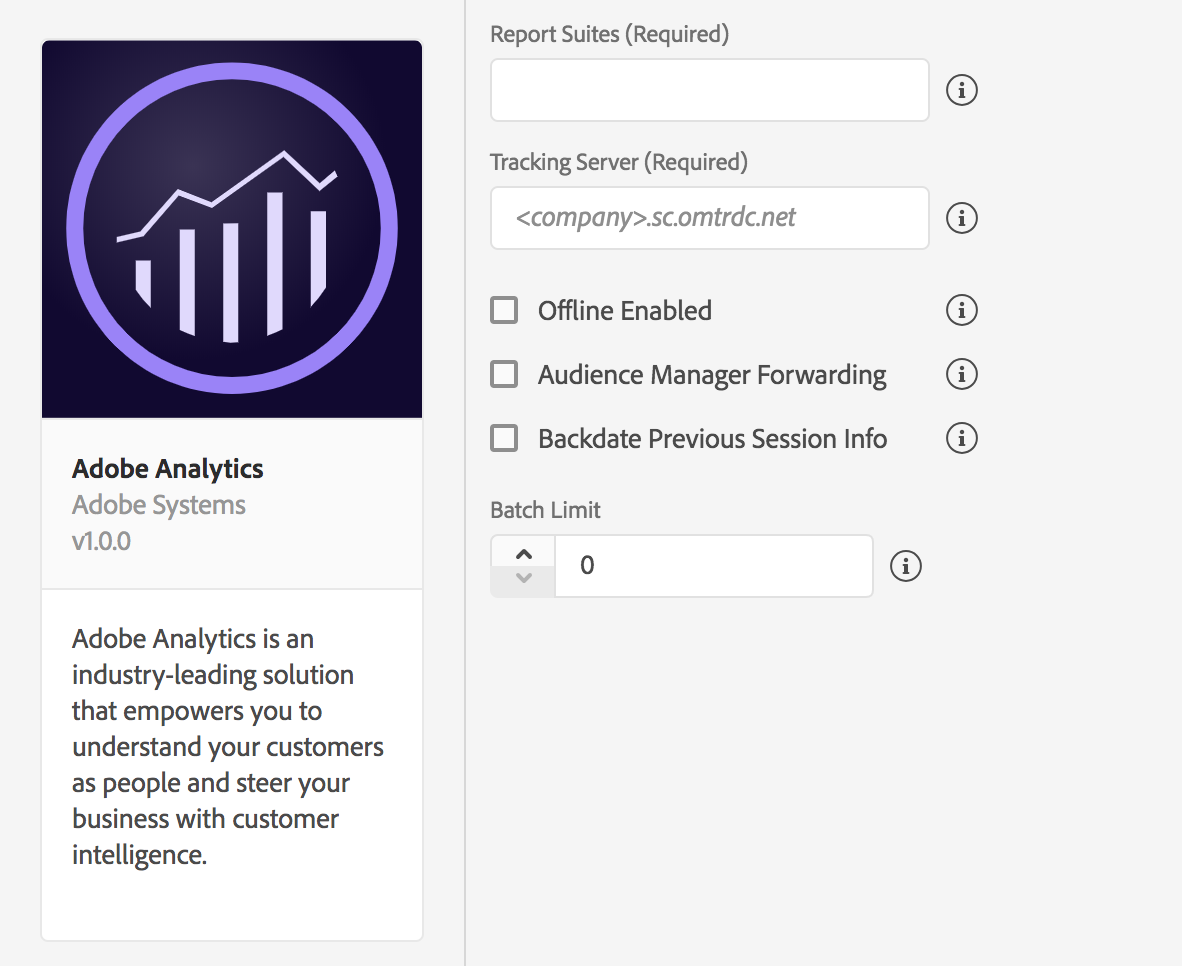 Adobe Analytics
Adobe Systems
v1.0.0
Adobe Analytics is an
industry-leading solution
that empowers you to
understand your customers
as people and steer your
business with customer
intelligence.
Report Suites (Required)
Tracking Server (Required)
<company>.sc.omtrdc.net
Offline Enabled
Audience Manager Forwarding
Backdate Previous Session Info
Batch Limit
0